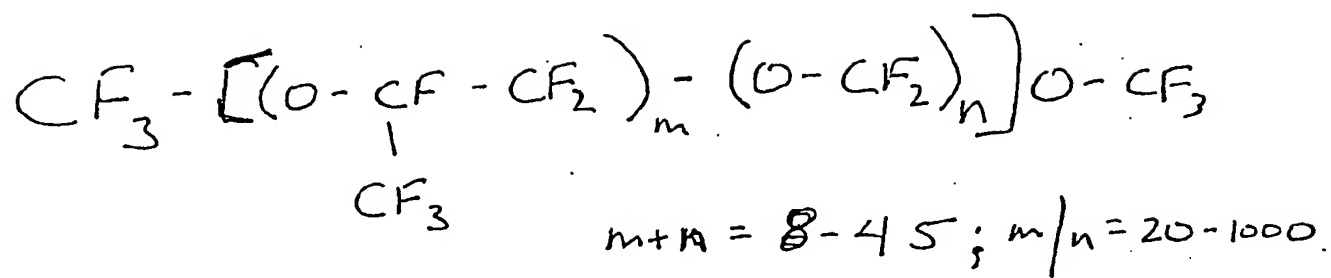 CF3-[(O-CF-CF2)m-(O-CF2)n]O-CF3
CF3
m+n = 8-45; m/n = 20-1000.